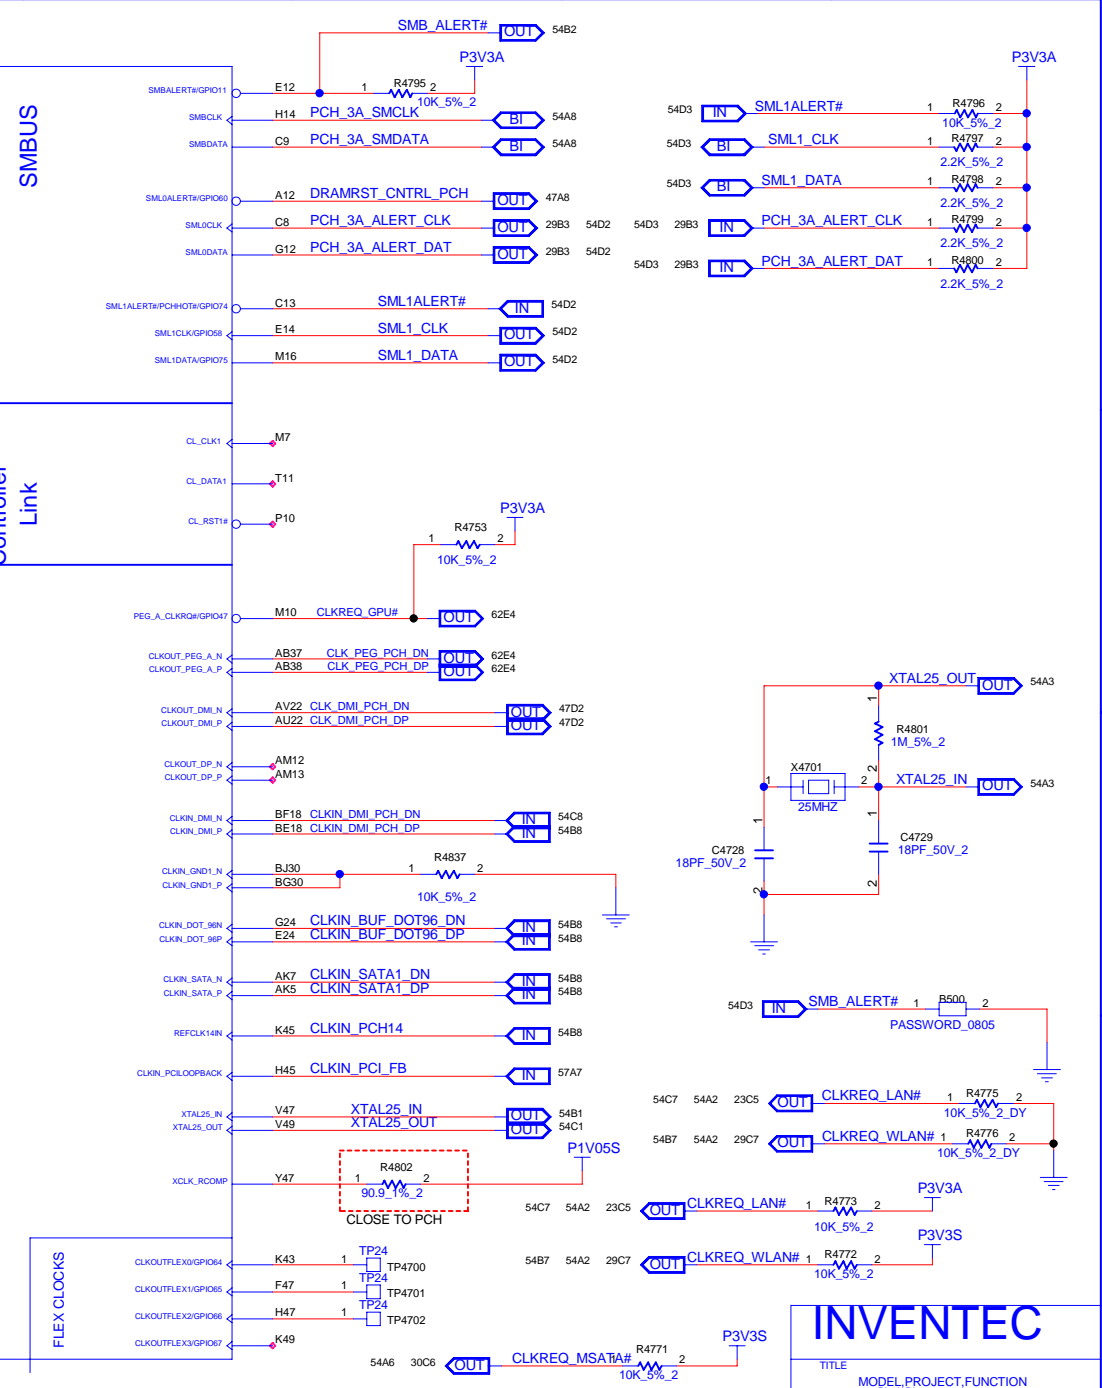 SMB_ALERT# OUT 54B2
P3V3A
P3V3A
SMBUS
SMBALERT#/GPIO11 E12 1 R4795 2
10K_5%_2
SMBCLK H14 PCH_3A_SMCLK BI 54A8
SMBDATA C9 PCH_3A_SMDATA BI 54A8
54D3 IN SML1ALERT# 1 R4796 2
10K_5%_2
54D3 BI SML1_CLK 1 R4797 2
2.2K_5%_2
54D3 BI SML1_DATA 1 R4798 2
2.2K_5%_2
SML0ALERT#/GPIO60 A12 DRAMRST_CNTRL_PCH OUT 47A8
SML0CLK C8 PCH_3A_ALERT_CLK OUT 29B3 54D2
54D3 29B3 IN PCH_3A_ALERT_CLK 1 R4799 2
2.2K_5%_2
SML0DATA G12 PCH_3A_ALERT_DAT OUT 29B3 54D2
54D3 29B3 IN PCH_3A_ALERT_DAT 1 R4800 2
2.2K_5%_2
SML1ALERT#/PCHHOT#/GPIO74 C13 SML1ALERT# IN 54D2
SML1CLK/GPIO58 E14 SML1_CLK OUT 54D2
SML1DATA/GPIO75 M16 SML1_DATA OUT 54D2
Link
CL_CLK1 M7
CL_DATA1 T11
CL_RST1# P10
P3V3A
1 R4753 2
10K_5%_2
PEG_A_CLKRQ#/GPIO47 M10 CLKREQ_GPU# OUT 62E4
CLKOUT_PEG_A_N AB37 CLK_PEG_PCH_DN OUT 62E4
CLKOUT_PEG_A_P AB38 CLK_PEG_PCH_DP OUT 62E4
CLKOUT_DMI_N AV22 CLK_DMI_PCH_DN OUT 47D2
CLKOUT_DMI_P AU22 CLK_DMI_PCH_DP OUT 47D2
CLKOUT_DP_N AM12
CLKOUT_DP_P AM13
XTAL25_OUT OUT 54A3
1
R4801
1M_5%_2
2
1 X4701 2 XTAL25_IN OUT 54A3
25MHZ
1 1
C4728
18PF_50V_2
C4729
18PF_50V_2
2 2
CLKIN_DMI_N BF18 CLKIN_DMI_PCH_DN IN 54C8
CLKIN_DMI_P BE18 CLKIN_DMI_PCH_DP IN 54B8
CLKIN_GND1_N BJ30 1 R4837 2
CLKIN_GND1_P BG30
10K_5%_2
CLKIN_DOT_96N G24 CLKIN_BUF_DOT96_DN IN 54B8
CLKIN_DOT_96P E24 CLKIN_BUF_DOT96_DP IN 54B8
CLKIN_SATA_N AK7 CLKIN_SATA1_DN IN 54B8
CLKIN_SATA_P AK5 CLKIN_SATA1_DP IN 54B8
54D3 IN SMB_ALERT# 1 B500 2
PASSWORD_0805
REFCLK14IN K45 CLKIN_PCH14 IN 54B8
CLKIN_PCILOOPBACK H45 CLKIN_PCI_FB IN 57A7
XTAL25_IN V47 XTAL25_IN OUT 54B1
XTAL25_OUT V49 XTAL25_OUT OUT 54C1
54C7 54A2 23C5 OUT CLKREQ_LAN# 1 R4775 2
10K_5%_2_DY
54B7 54A2 29C7 OUT CLKREQ_WLAN# 1 R4776 2
10K_5%_2_DY
P1V05S
XCLK_RCOMP Y47 1 R4802 2
90.9_1%_2
CLOSE TO PCH
P3V3A
54C7 54A2 23C5 OUT CLKREQ_LAN# 1 R4773 2
10K_5%_2
P3V3S
54B7 54A2 29C7 OUT CLKREQ_WLAN# 1 R4772 2
10K_5%_2
FLEX CLOCKS
CLKOUTFLEX0/GPIO64 K43 1 TP24
TP4700
CLKOUTFLEX1/GPIO65 F47 1 TP24
TP4701
CLKOUTFLEX2/GPIO66 H47 1 TP24
TP4702
CLKOUTFLEX3/GPIO67 K49
P3V3S
54A6 30C6 OUT CLKREQ_MSATA# 1 R4771 2
10K_5%_2
INVENTEC
TITLE
MODEL,PROJECT,FUNCTION